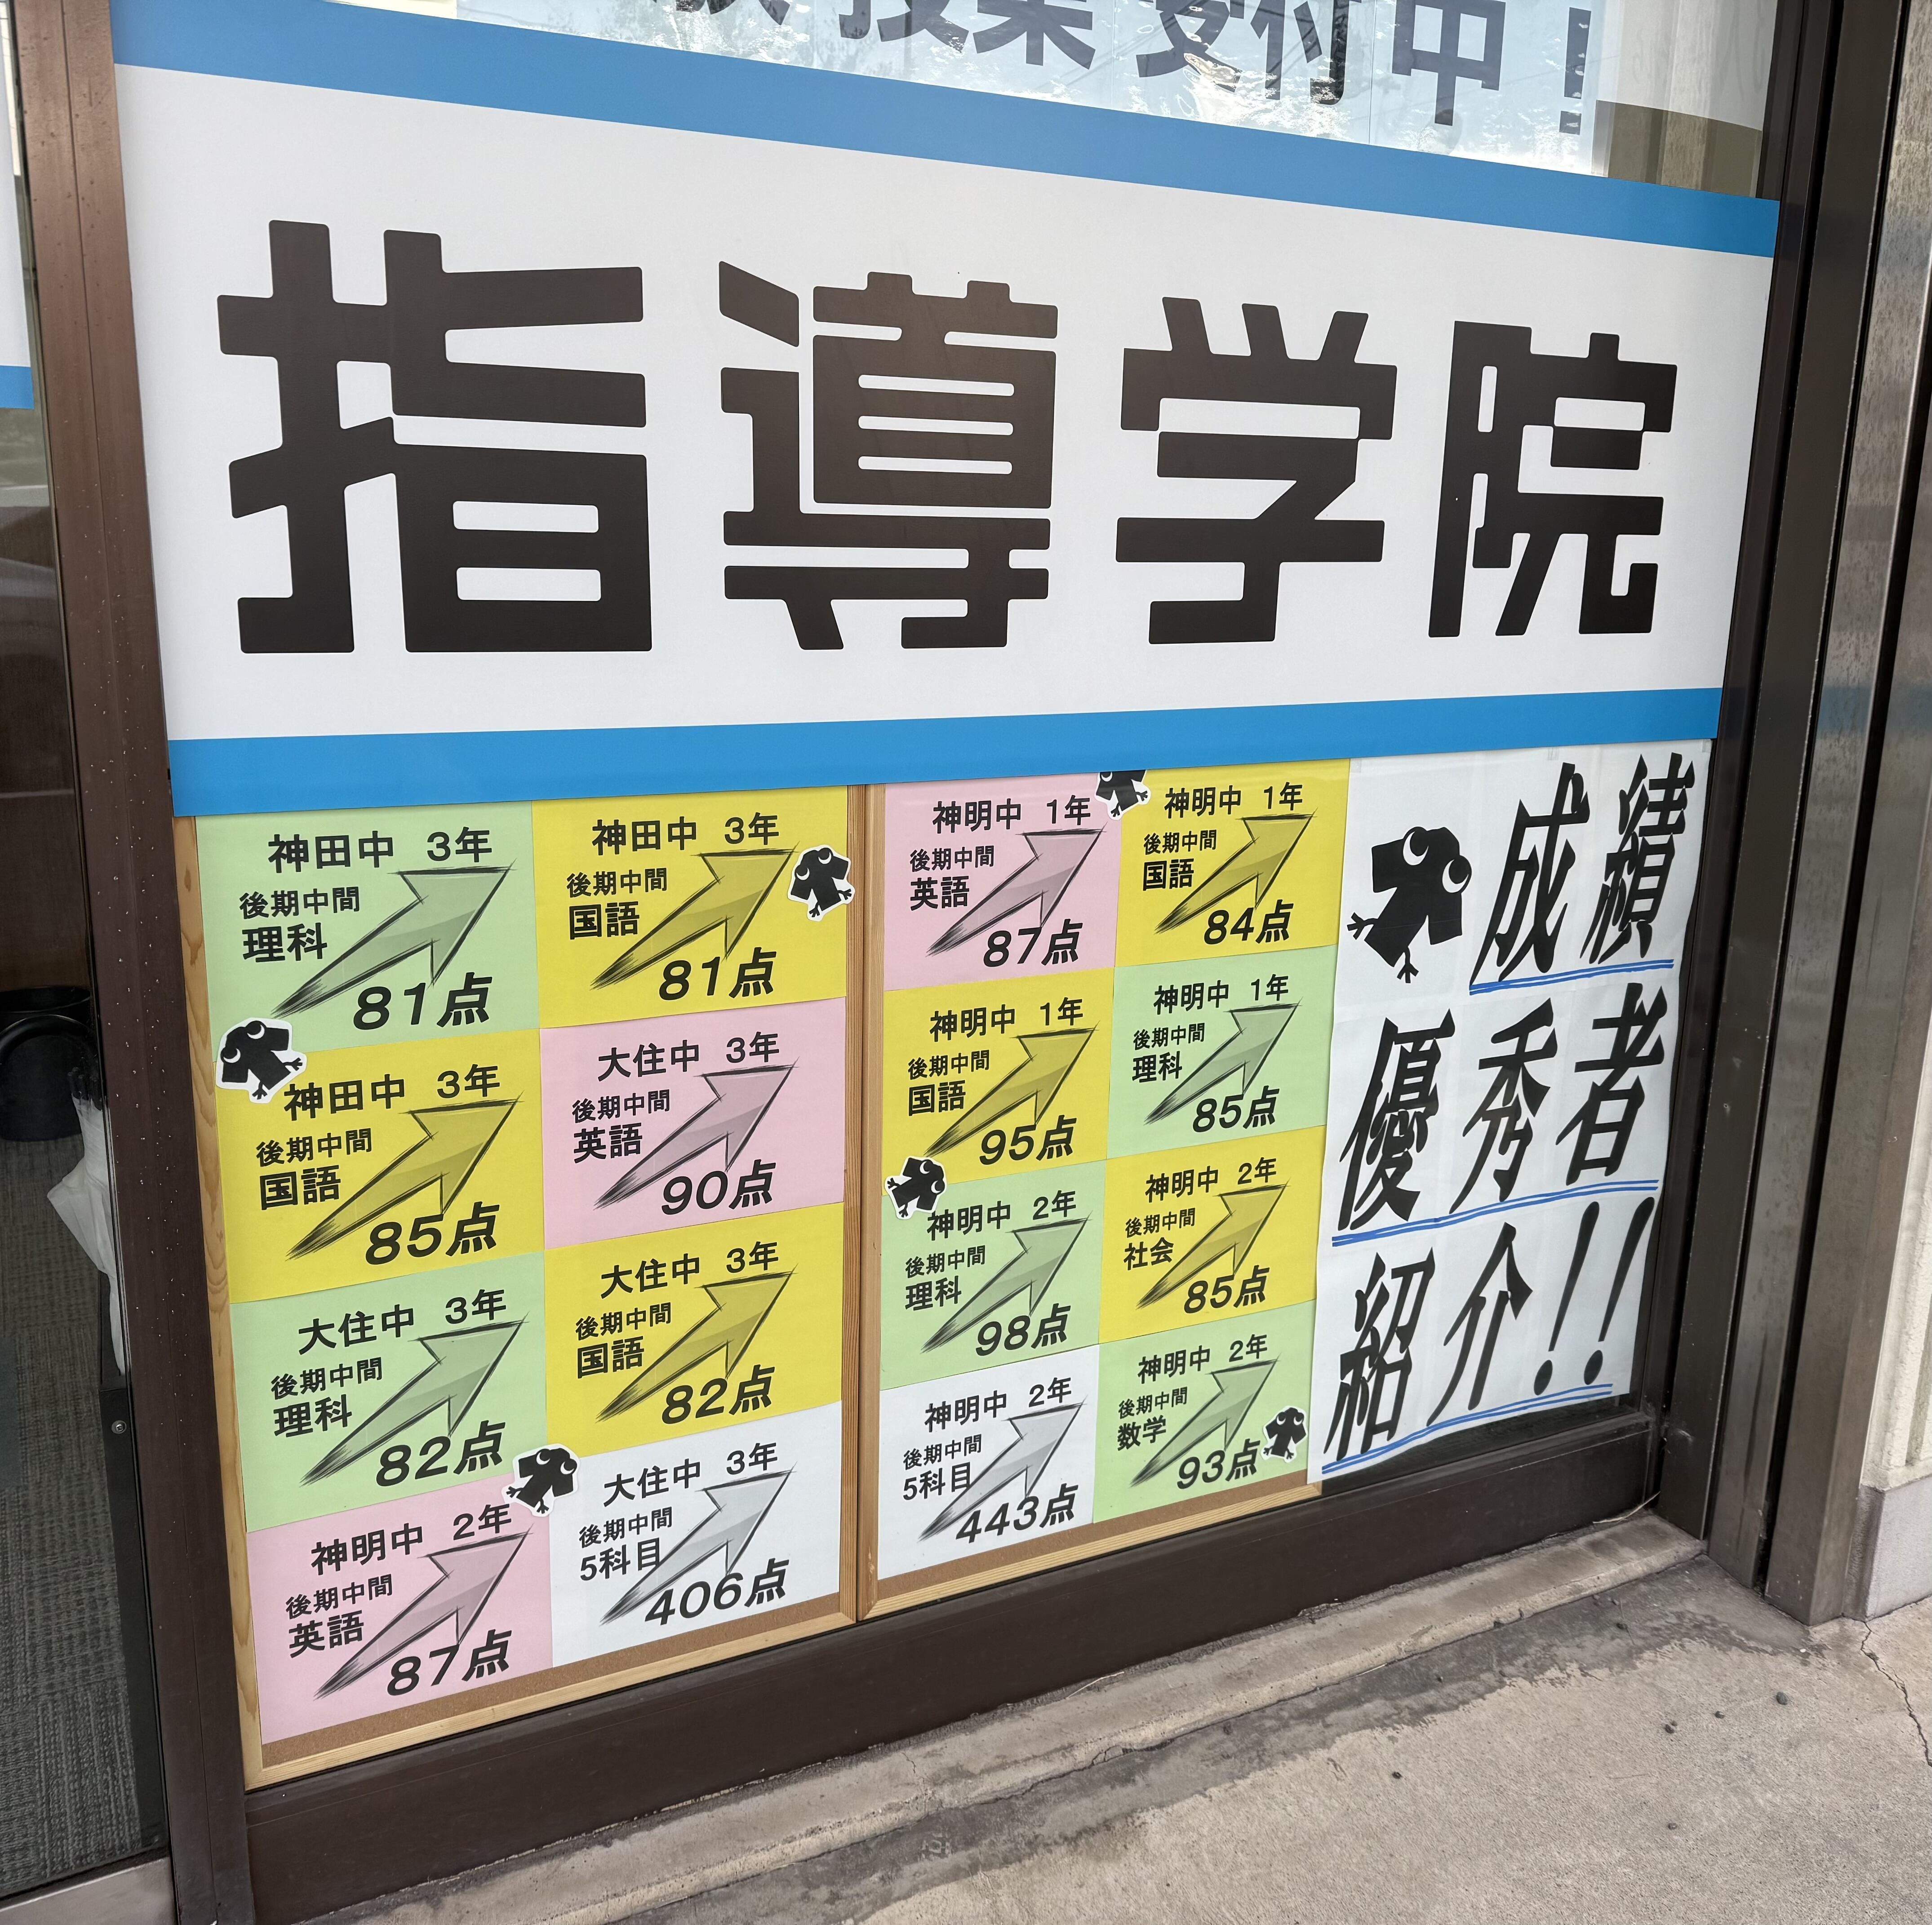 授業受付中!
指導学院
神田中 3年
後期中間
理科
81点
神田中 3年
後期中間
国語
81点
神田中 3年
後期中間
国語
85点
大住中 3年
後期中間
英語
90点
大住中 3年
後期中間
理科
82点
大住中 3年
後期中間
国語
82点
神明中 2年
後期中間
英語
87点
大住中 3年
後期中間
5科目
406点
神明中 1年
後期中間
英語
87点
神明中 1年
後期中間
国語
84点
神明中 1年
後期中間
国語
95点
神明中 1年
後期中間
理科
85点
神明中 2年
後期中間
理科
98点
神明中 2年
後期中間
社会
85点
神明中 2年
後期中間
5科目
443点
神明中 2年
後期中間
数学
93点
成績
優秀者
紹介!!